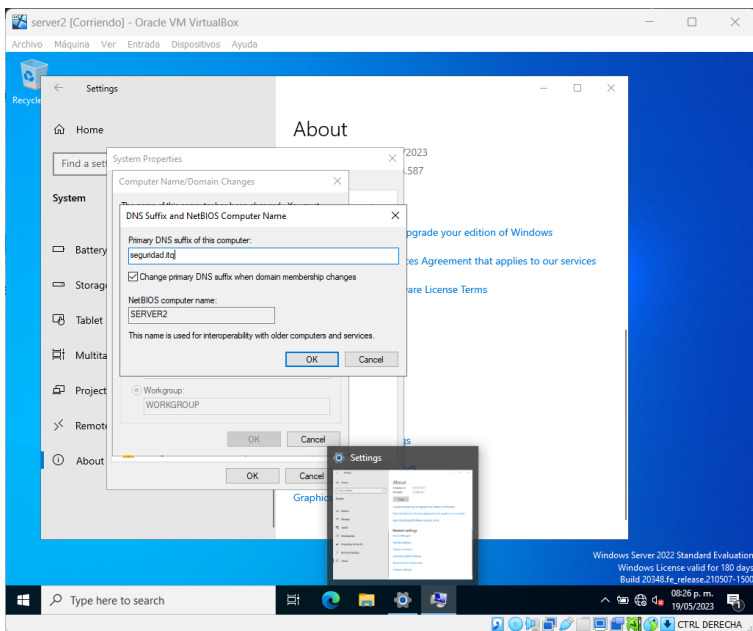 server2 [Corriendo] - Oracle VM VirtualBox
Archivo Máquina Ver Entrada Dispositivos Ayuda
Recycle
Settings
Home
Find a sett
System
Battery
Storag
Tablet
Multita
Project
Remot
About
About
/2023
.587
pgrade your edition of Windows
ces Agreement that applies to our services
are License Terms
gs
Graphic
System Properties
OK Cancel
Computer Name/Domain Changes
Workgroup:
WORKGROUP
OK Cancel
DNS Suffix and NetBIOS Computer Name
Primary DNS suffix of this computer:
seguridad.itq
Change primary DNS suffix when domain membership changes
NetBIOS computer name:
SERVER2
This name is used for interoperability with older computers and services.
OK Cancel
Settings
About
Windows Server 2022 Standard Evaluation
Windows License valid for 180 days
Build 20348.fe_release.210507-1500
Type here to search
08:26 p. m.
19/05/2023
1
CTRL DERECHA